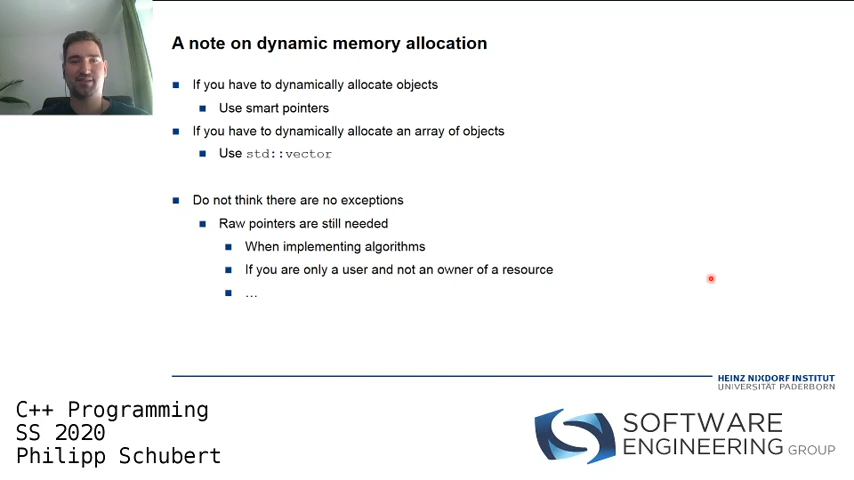 A note on dynamic memory allocation
If you have to dynamically allocate objects
Use smart pointers
If you have to dynamically allocate an array of objects
Use std::vector
Do not think there are no exceptions
Raw pointers are still needed
When implementing algorithms
If you are only a user and not an owner of a resource
…
HEINZ NIXDORF INSTITUT
UNIVERSITÄT PADERBORN
C++ Programming
SS 2020
Philipp Schubert
SOFTWARE
ENGINEERING GROUP